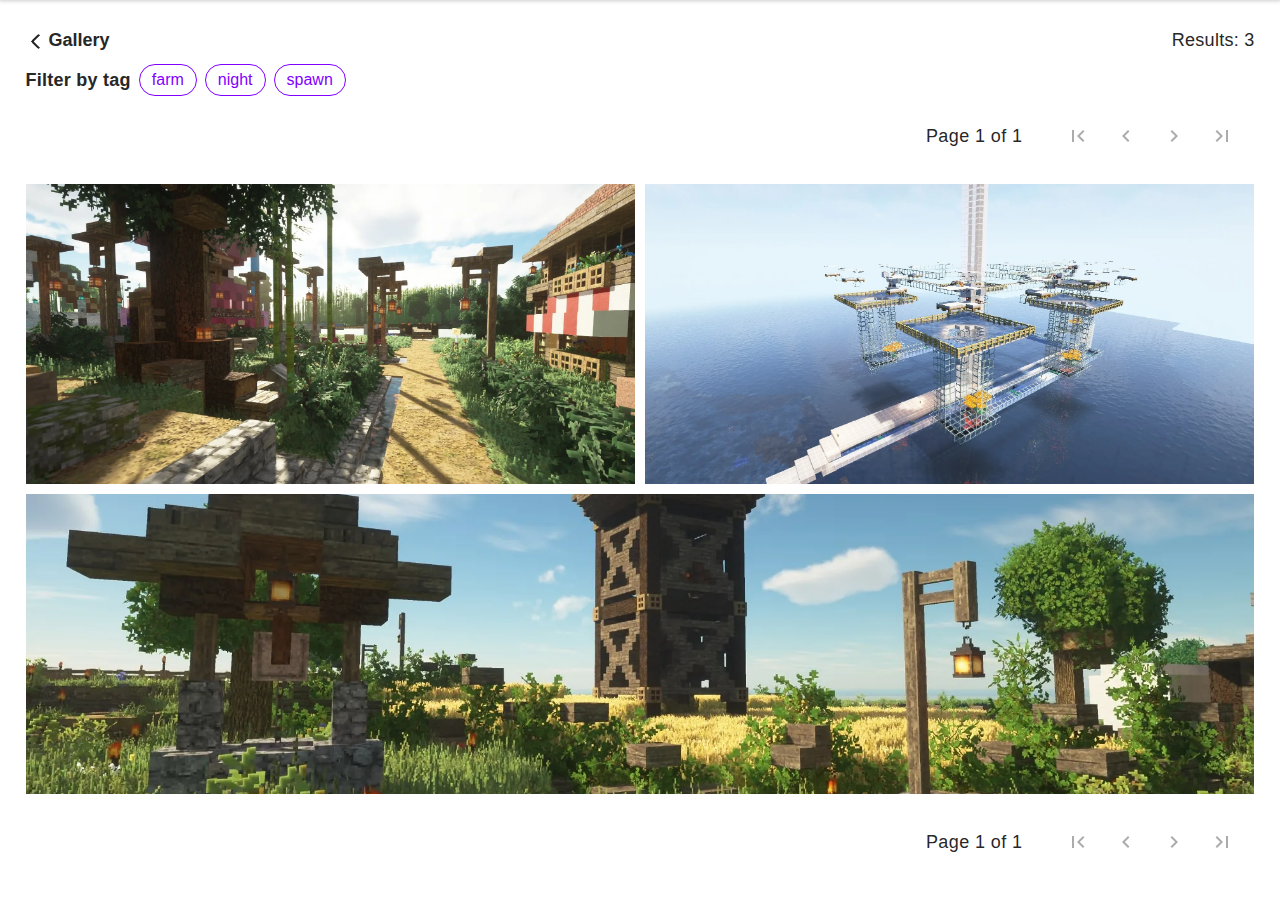 Gallery
Results: 3
Filter by tag farm night spawn
Page 1 of 1
Page 1 of 1